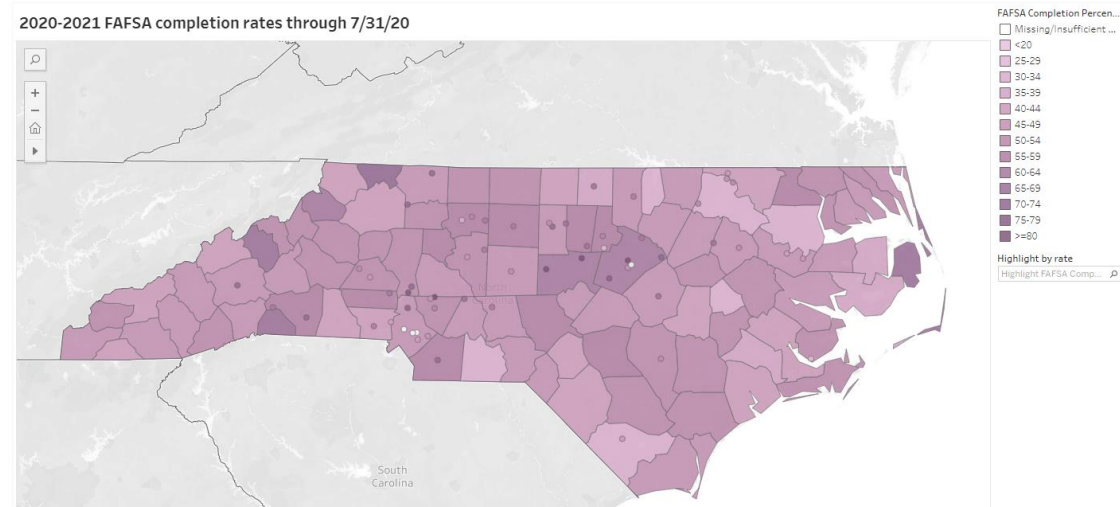 2020-2021 FAFSA completion rates through 7/31/20
FAFSA Completion Percen...
Missing/Insufficient ...
<20
25-29
30-34
35-39
40-44
45-49
50-54
55-59
60-64
65-69
70-74
75-79
>=80
Highlight by rate
Highlight FAFSA Comp...
North
South
Carolina